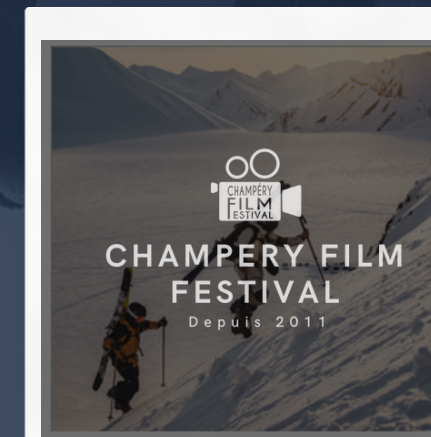 CHAMPÉRY
FILM
FESTIVAL
CHAMPERY FILM
FESTIVAL
Depuis 2011